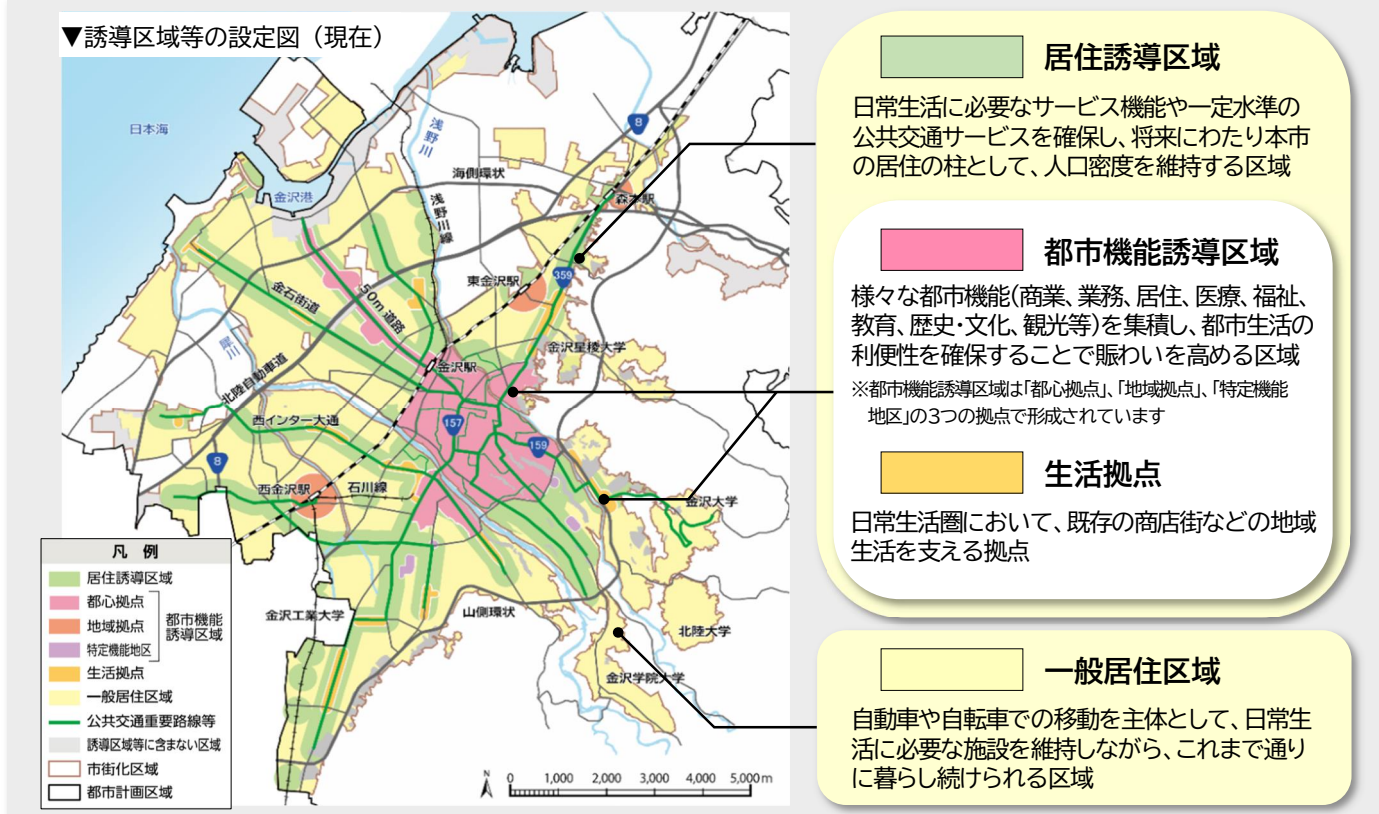 ▼誘導区域等の設定図（現在）
日本海
浅野川
8
海側環状
金沢港
浅野川線
森本駅
東金沢駅
359
50m道路
金石街道
犀川
北陸自動車道
金沢星稜大学
金沢駅
西インター大通
157
159
8
西金沢駅
石川線
金沢大学
金沢工業大学
山側環状
北陸大学
金沢学院大学
凡 例
居住誘導区域
都心拠点
地域拠点
特定機能地区
都市機能
誘導区域
生活拠点
一般居住区域
公共交通重要路線等
誘導区域等に含まない区域
市街化区域
都市計画区域
N
0 1,000 2,000 3,000 4,000 5,000m
居住誘導区域
日常生活に必要なサービス機能や一定水準の
公共交通サービスを確保し、将来にわたり本市
の居住の柱として、人口密度を維持する区域
都市機能誘導区域
様々な都市機能(商業、業務、居住、医療、福祉、
教育、歴史・文化、観光等)を集積し、都市生活の
利便性を確保することで賑わいを高める区域
※都市機能誘導区域は「都心拠点」、「地域拠点」、「特定機能
地区」の3つの拠点で形成されています
生活拠点
日常生活圏において、既存の商店街などの地域
生活を支える拠点
一般居住区域
自動車や自転車での移動を主体として、日常生
活に必要な施設を維持しながら、これまで通り
に暮らし続けられる区域